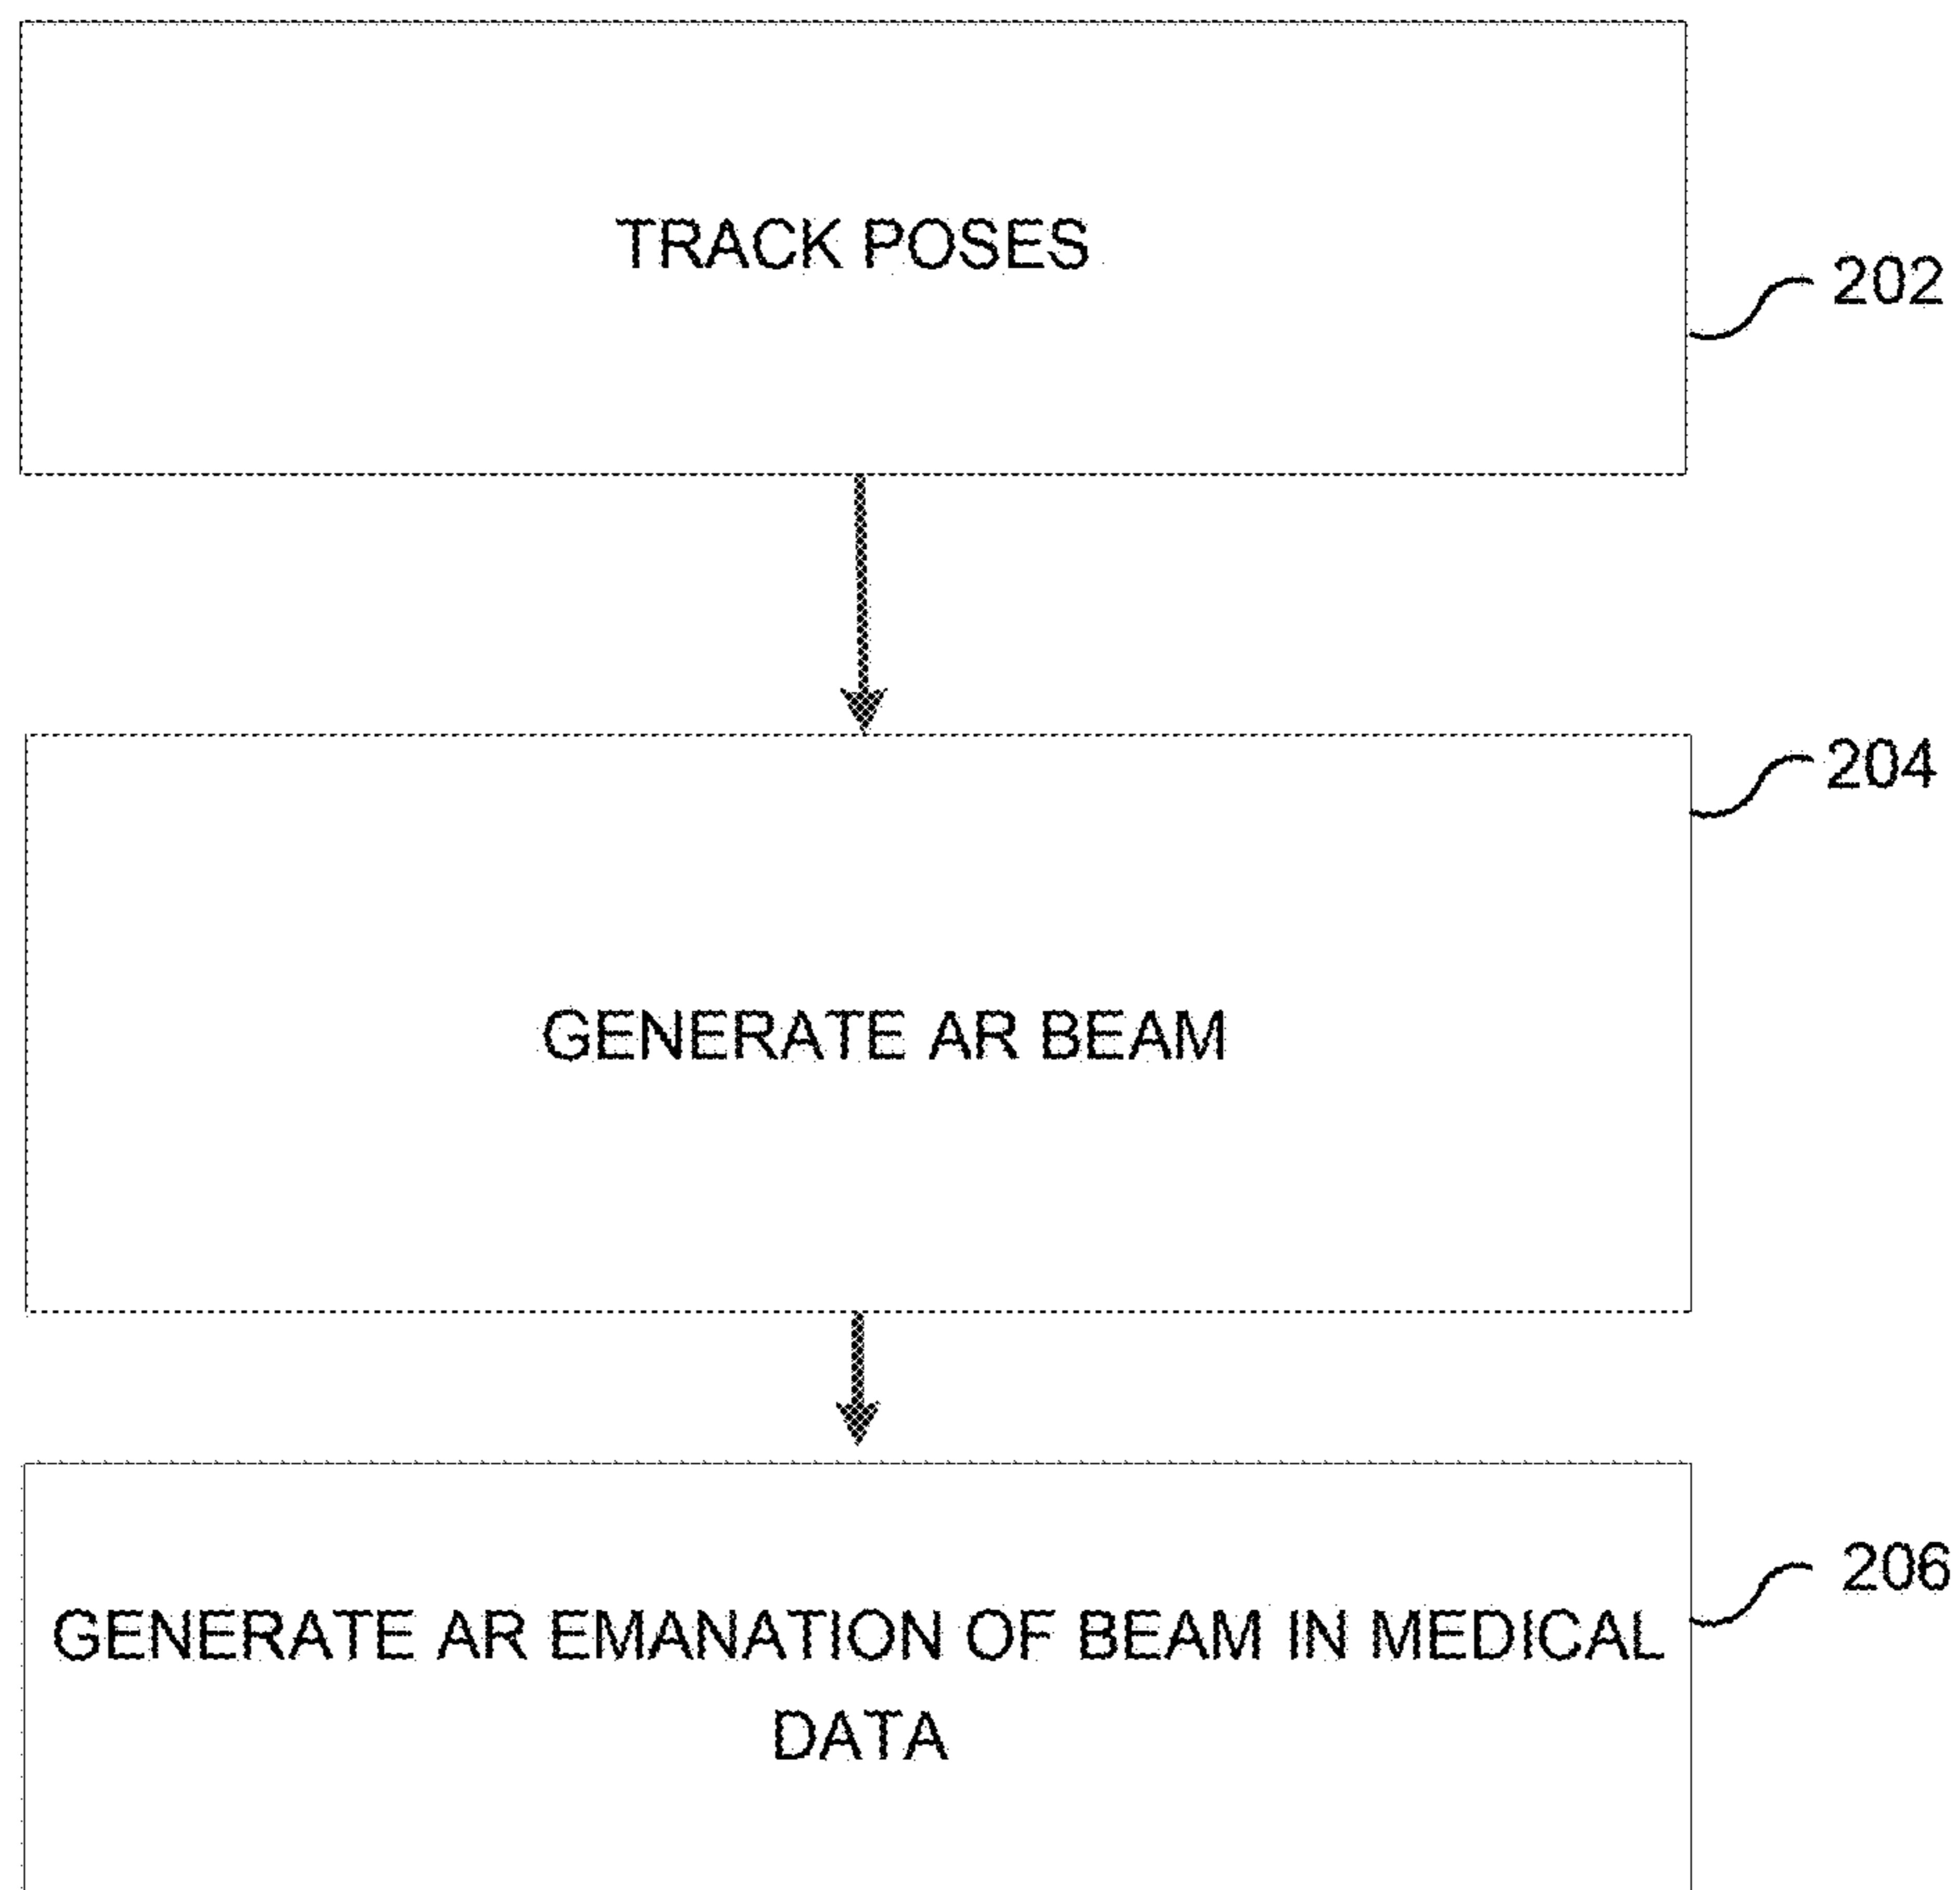 TRACK POSES
202
204
GENERATE AR BEAM
206
GENERATE AR EMANATION OF BEAM IN MEDICAL
DATA